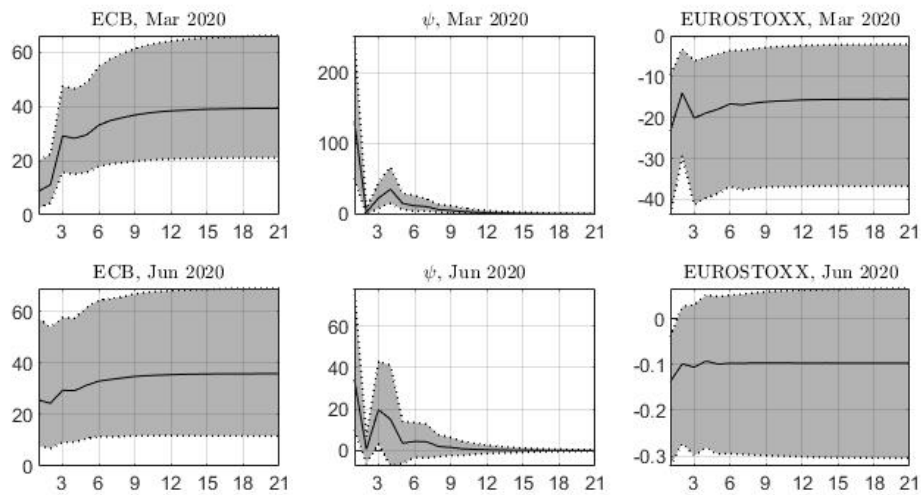 ECB, Mar 2020
60
40
20
0
3 6 9 12 15 18 21
ψ, Mar 2020
200
100
0
3 6 9 12 15 18 21
EUROSTOXX, Mar 2020
0
-10
-20
-30
-40
3 6 9 12 15 18 21
ECB, Jun 2020
60
40
20
0
3 6 9 12 15 18 21
ψ, Jun 2020
60
40
20
0
3 6 9 12 15 18 21
EUROSTOXX, Jun 2020
0
-0.1
-0.2
-0.3
3 6 9 12 15 18 21